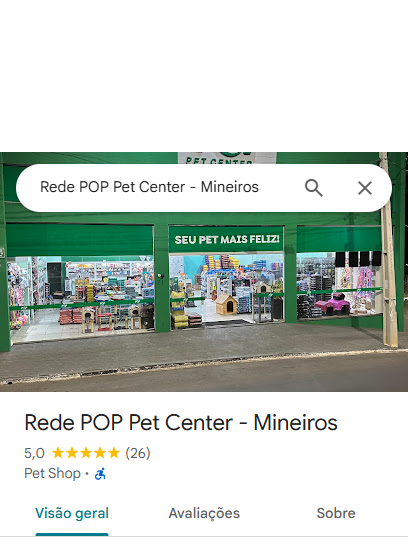 PET CENTER
Rede POP Pet Center - Mineiros
SEU PET MAIS FELIZ!
Rede POP Pet Center - Mineiros
5,0 ★★★★★ (26)
Pet Shop ·
Visão geral Avaliações Sobre